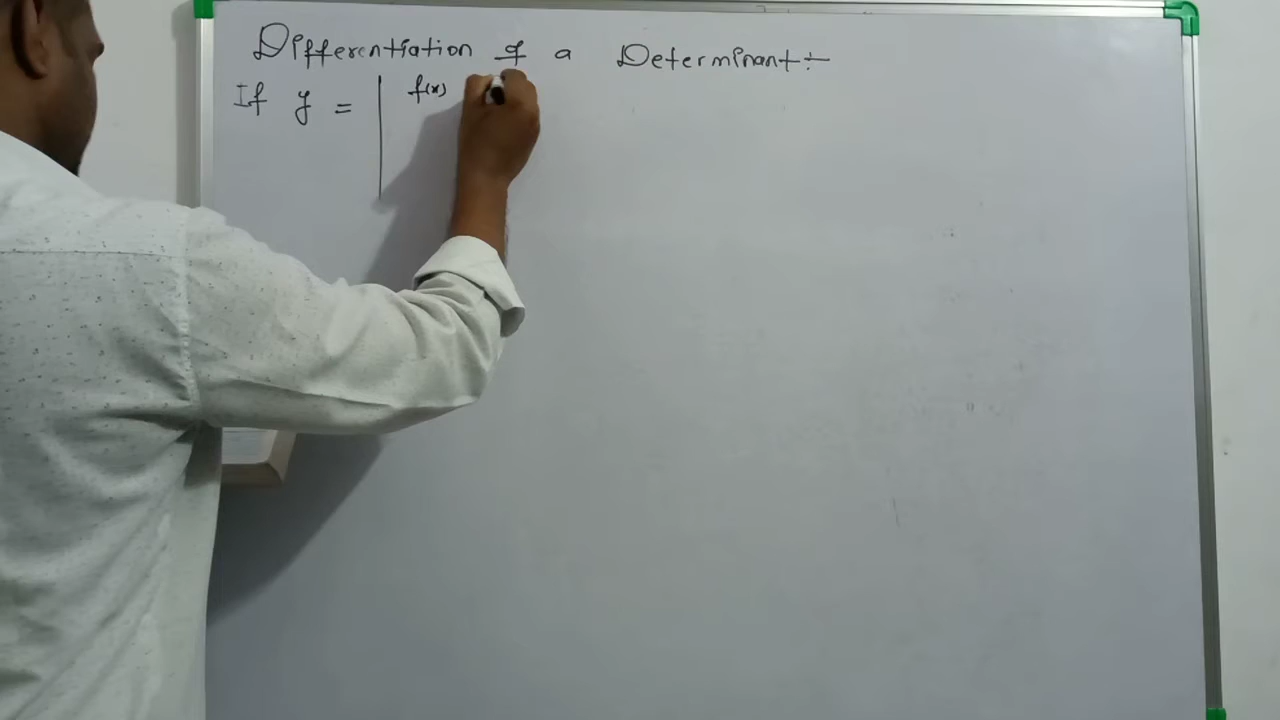 Differentiation of a Determinant :-
If y = | f(x)